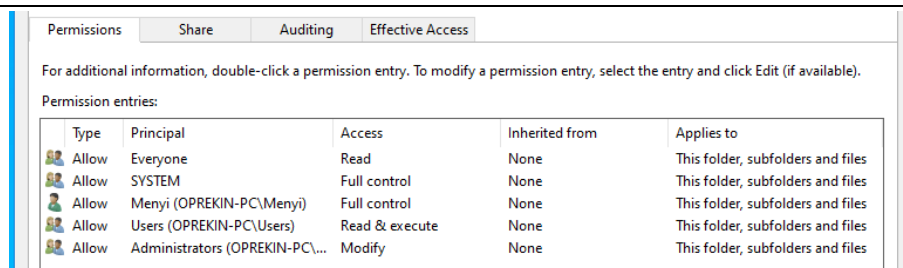 Permissions Share Auditing Effective Access
For additional information, double-click a permission entry. To modify a permission entry, select the entry and click Edit (if available).
Permission entries:
Type Principal Access Inherited from Applies to
Allow Everyone Read None This folder, subfolders and files
Allow SYSTEM Full control None This folder, subfolders and files
Allow Menyi (OPREKIN-PC\Menyi) Full control None This folder, subfolders and files
Allow Users (OPREKIN-PC\Users) Read & execute None This folder, subfolders and files
Allow Administrators (OPREKIN-PC\... Modify None This folder, subfolders and files